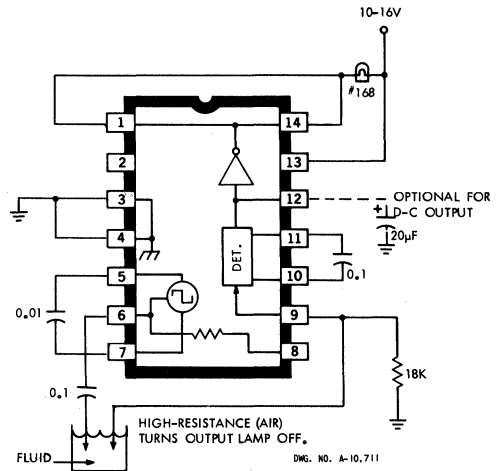 10-16V
#168
1
14
2
13
3
12
OPTIONAL FOR
D-C OUTPUT
+
20µF
4
11
DET.
5
10
0.1
0.01
6
9
7
8
18K
0.1
HIGH-RESISTANCE (AIR)
TURNS OUTPUT LAMP OFF.
FLUID
DWG. NO. A-10,711